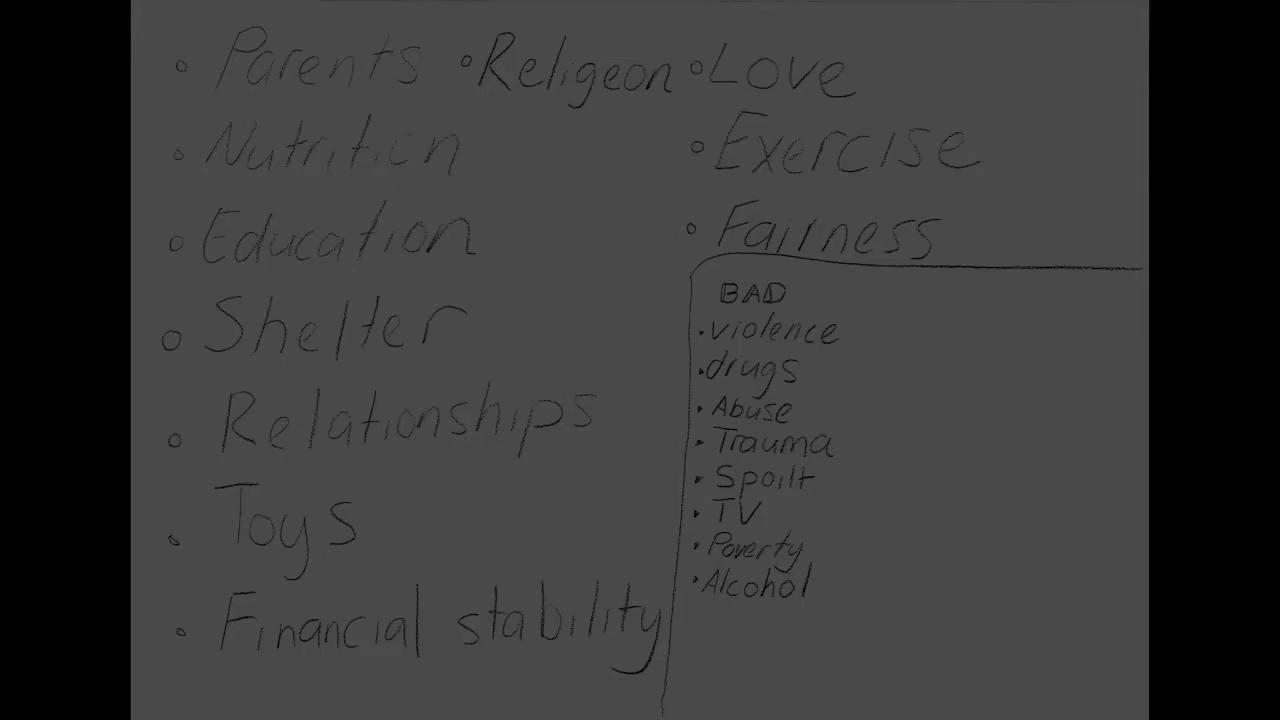 • Parents • Religeon • Love
• Nutrition
• Exercise
• Education
• Fairness
• Shelter
• Relationships
• Toys
• Financial stability
BAD
• violence
• drugs
• Abuse
• Trauma
• Spoilt
• TV
• Poverty
• Alcohol